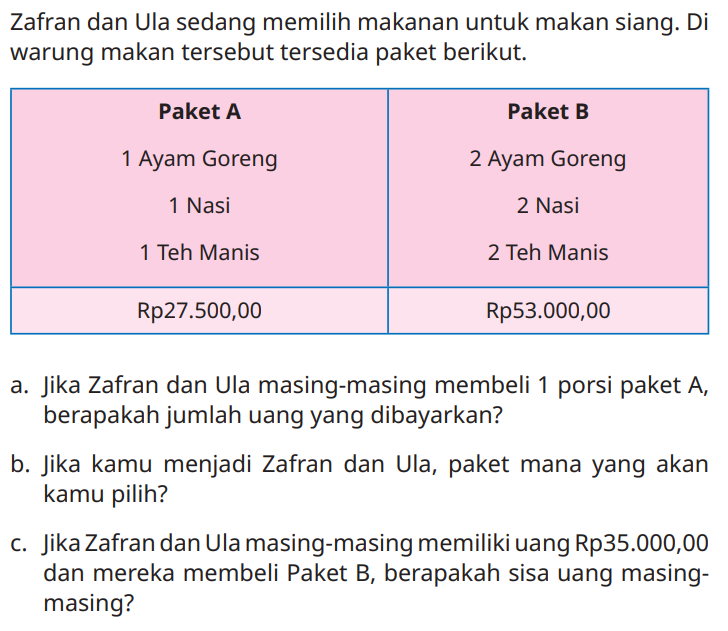 Zafran dan Ula sedang memilih makanan untuk makan siang. Di
warung makan tersebut tersedia paket berikut.
Paket A
1 Ayam Goreng
1 Nasi
1 Teh Manis
Rp27.500,00
Paket B
2 Ayam Goreng
2 Nasi
2 Teh Manis
Rp53.000,00
a. Jika Zafran dan Ula masing-masing membeli 1 porsi paket A,
berapakah jumlah uang yang dibayarkan?
b. Jika kamu menjadi Zafran dan Ula, paket mana yang akan
kamu pilih?
c. Jika Zafran dan Ula masing-masing memiliki uang Rp35.000,00
dan mereka membeli Paket B, berapakah sisa uang masing-
masing?